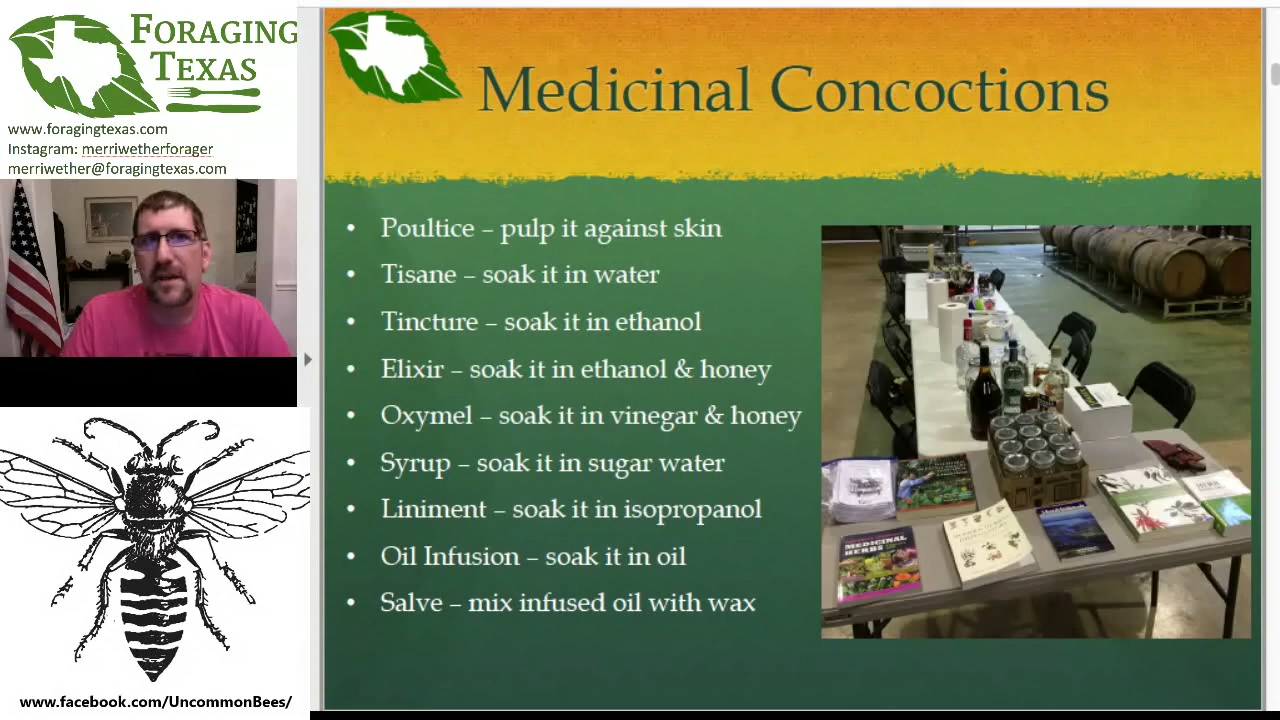 FORAGING
TEXAS
www.foragingtexas.com
Instagram: merriwetherforager
merriwether@foragingtexas.com
www.facebook.com/UncommonBees/
Medicinal Concoctions
• Poultice – pulp it against skin
• Tisane – soak it in water
• Tincture – soak it in ethanol
• Elixir – soak it in ethanol & honey
• Oxymel – soak it in vinegar & honey
• Syrup – soak it in sugar water
• Liniment – soak it in isopropanol
• Oil Infusion – soak it in oil
• Salve – mix infused oil with wax
MEDICINAL
HERBS